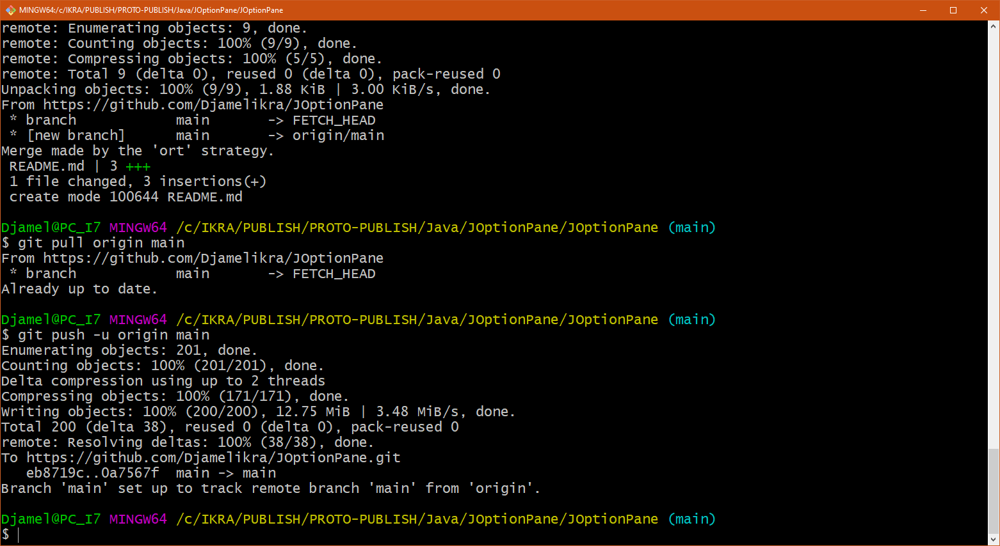 MINGW64:/c/IKRA/PUBLISH/PROTO-PUBLISH/Java/JOptionPane/JOptionPane
remote: Enumerating objects: 9, done.
remote: Counting objects: 100% (9/9), done.
remote: Compressing objects: 100% (5/5), done.
remote: Total 9 (delta 0), reused 0 (delta 0), pack-reused 0
Unpacking objects: 100% (9/9), 1.88 KiB | 3.00 KiB/s, done.
From https://github.com/Djamelikra/JOptionPane
 * branch            main       -> FETCH_HEAD
 * [new branch]      main       -> origin/main
Merge made by the 'ort' strategy.
 README.md | 3 +++
 1 file changed, 3 insertions(+)
 create mode 100644 README.md
Djamel@PC_I7 MINGW64 /c/IKRA/PUBLISH/PROTO-PUBLISH/Java/JOptionPane/JOptionPane (main)
$ git pull origin main
From https://github.com/Djamelikra/JOptionPane
 * branch            main       -> FETCH_HEAD
Already up to date.
Djamel@PC_I7 MINGW64 /c/IKRA/PUBLISH/PROTO-PUBLISH/Java/JOptionPane/JOptionPane (main)
$ git push -u origin main
Enumerating objects: 201, done.
Counting objects: 100% (201/201), done.
Delta compression using up to 2 threads
Compressing objects: 100% (171/171), done.
Writing objects: 100% (200/200), 12.75 MiB | 3.48 MiB/s, done.
Total 200 (delta 38), reused 0 (delta 0), pack-reused 0
remote: Resolving deltas: 100% (38/38), done.
To https://github.com/Djamelikra/JOptionPane.git
   eb8719c..0a7567f  main -> main
Branch 'main' set up to track remote branch 'main' from 'origin'.
Djamel@PC_I7 MINGW64 /c/IKRA/PUBLISH/PROTO-PUBLISH/Java/JOptionPane/JOptionPane (main)
$